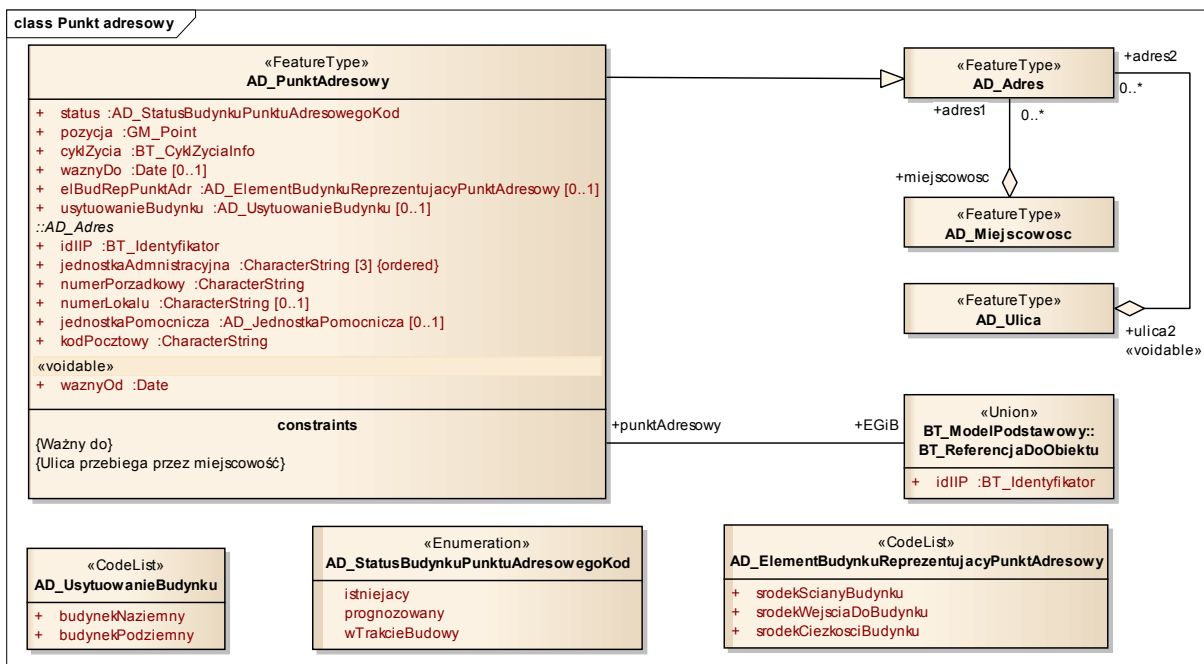 class Punkt adresowy
«FeatureType»
AD_PunktAdresowy
+ status :AD_StatusBudynkuPunktuAdresowegoKod
+ pozycja :GM_Point
+ cyklZycia :BT_CyklZyciaInfo
+ waznyDo :Date [0..1]
+ elBudRepPunktAdr :AD_ElementBudynkuReprezentujacyPunktAdresowy [0..1]
+ usytuowanieBudynku :AD_UsytuowanieBudynku [0..1]
::AD_Adres
+ idIIP :BT_Identyfikator
+ jednostkaAdmnistracyjna :CharacterString [3] {ordered}
+ numerPorzadkowy :CharacterString
+ numerLokalu :CharacterString [0..1]
+ jednostkaPomocnicza :AD_JednostkaPomocnicza [0..1]
+ kodPocztowy :CharacterString
«voidable»
+ waznyOd :Date
constraints
{Ważny do}
{Ulica przebiega przez miejscowość}
«FeatureType»
AD_Adres
+adres2
0..*
+adres1
0..*
+miejscowosc
«FeatureType»
AD_Miejscowosc
«FeatureType»
AD_Ulica
+ulica2
«voidable»
+punktAdresowy
+EGiB
«Union»
BT_ModelPodstawowy::
BT_ReferencjaDoObiektu
+ idIIP :BT_Identyfikator
«CodeList»
AD_UsytuowanieBudynku
+ budynekNaziemny
+ budynekPodziemny
«Enumeration»
AD_StatusBudynkuPunktuAdresowegoKod
istniejacy
prognozowany
wTrakcieBudowy
«CodeList»
AD_ElementBudynkuReprezentujacyPunktAdresowy
+ srodekScianyBudynku
+ srodekWejsciaDoBudynku
+ srodekCiezkosciBudynku